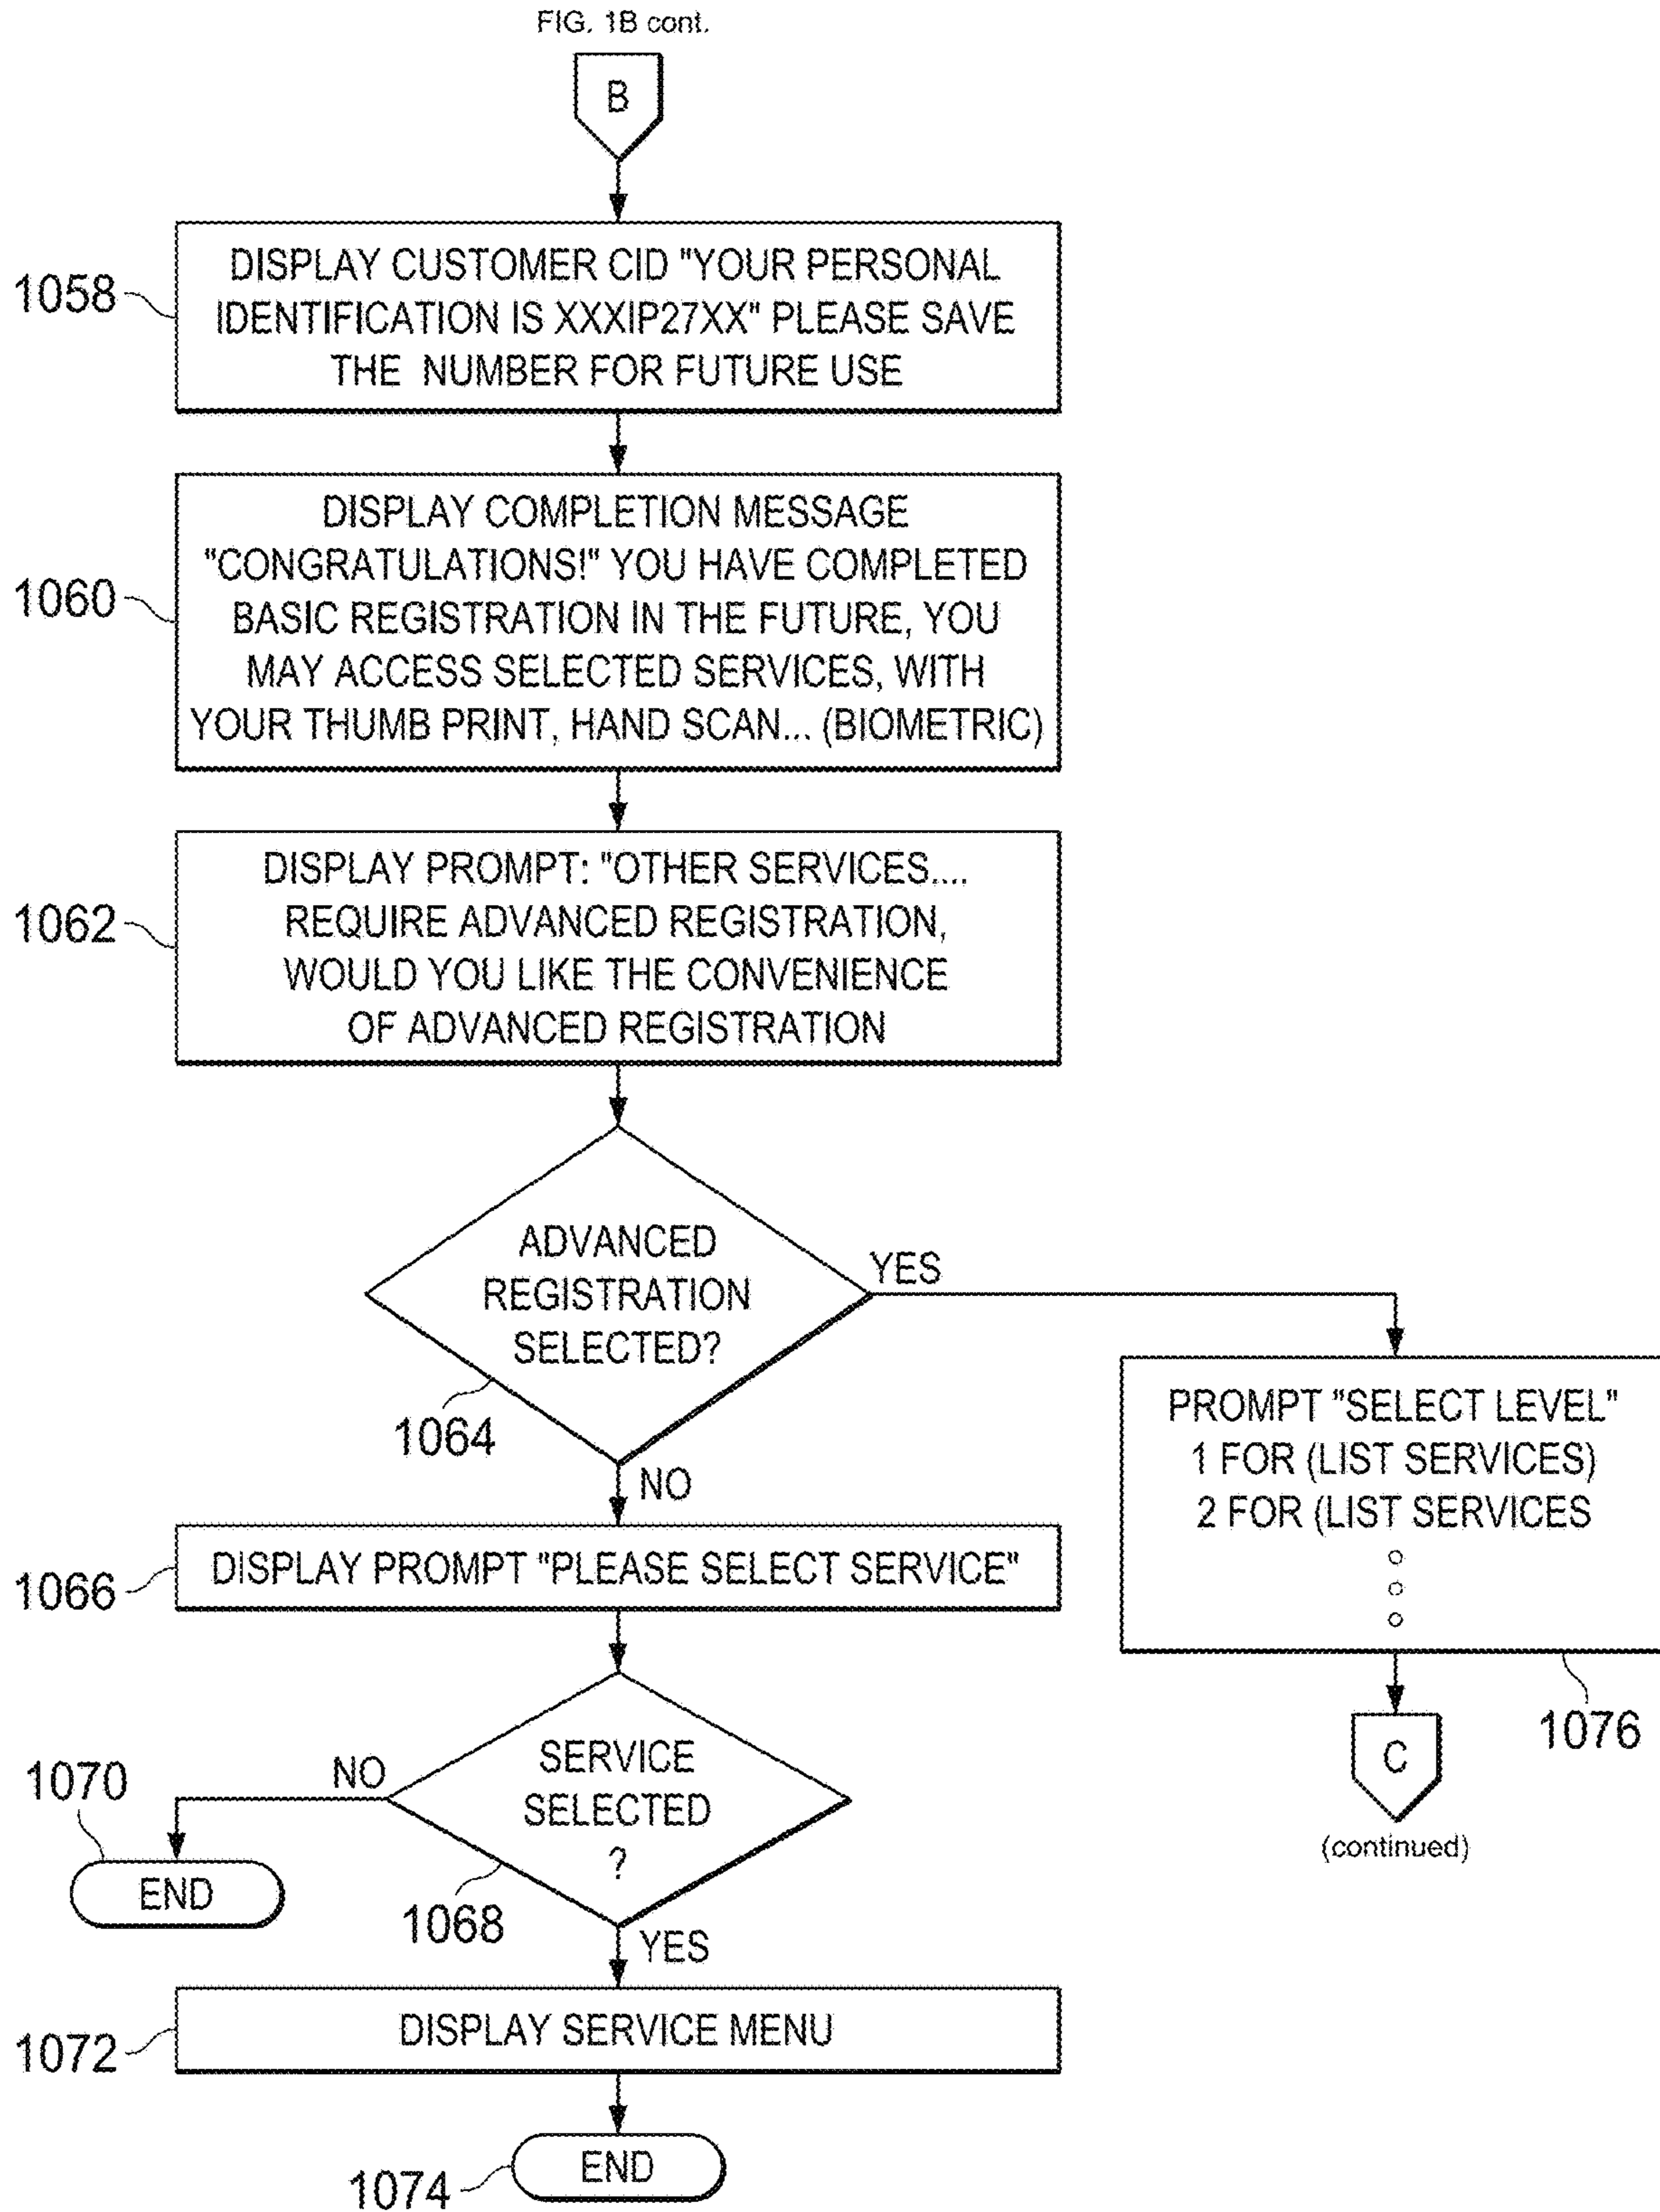 FIG. 1B cont.
B
1058
DISPLAY CUSTOMER CID "YOUR PERSONAL
IDENTIFICATION IS XXXIP27XX" PLEASE SAVE
THE NUMBER FOR FUTURE USE
1060
DISPLAY COMPLETION MESSAGE
"CONGRATULATIONS!" YOU HAVE COMPLETED
BASIC REGISTRATION IN THE FUTURE, YOU
MAY ACCESS SELECTED SERVICES, WITH
YOUR THUMB PRINT, HAND SCAN... (BIOMETRIC)
1062
DISPLAY PROMPT: "OTHER SERVICES....
REQUIRE ADVANCED REGISTRATION,
WOULD YOU LIKE THE CONVENIENCE
OF ADVANCED REGISTRATION
ADVANCED
REGISTRATION
SELECTED?
1064
YES
NO
PROMPT "SELECT LEVEL"
1 FOR (LIST SERVICES)
2 FOR (LIST SERVICES
1076
C
(continued)
1066
DISPLAY PROMPT "PLEASE SELECT SERVICE"
SERVICE
SELECTED
?
1068
NO
1070
END
YES
1072
DISPLAY SERVICE MENU
1074
END